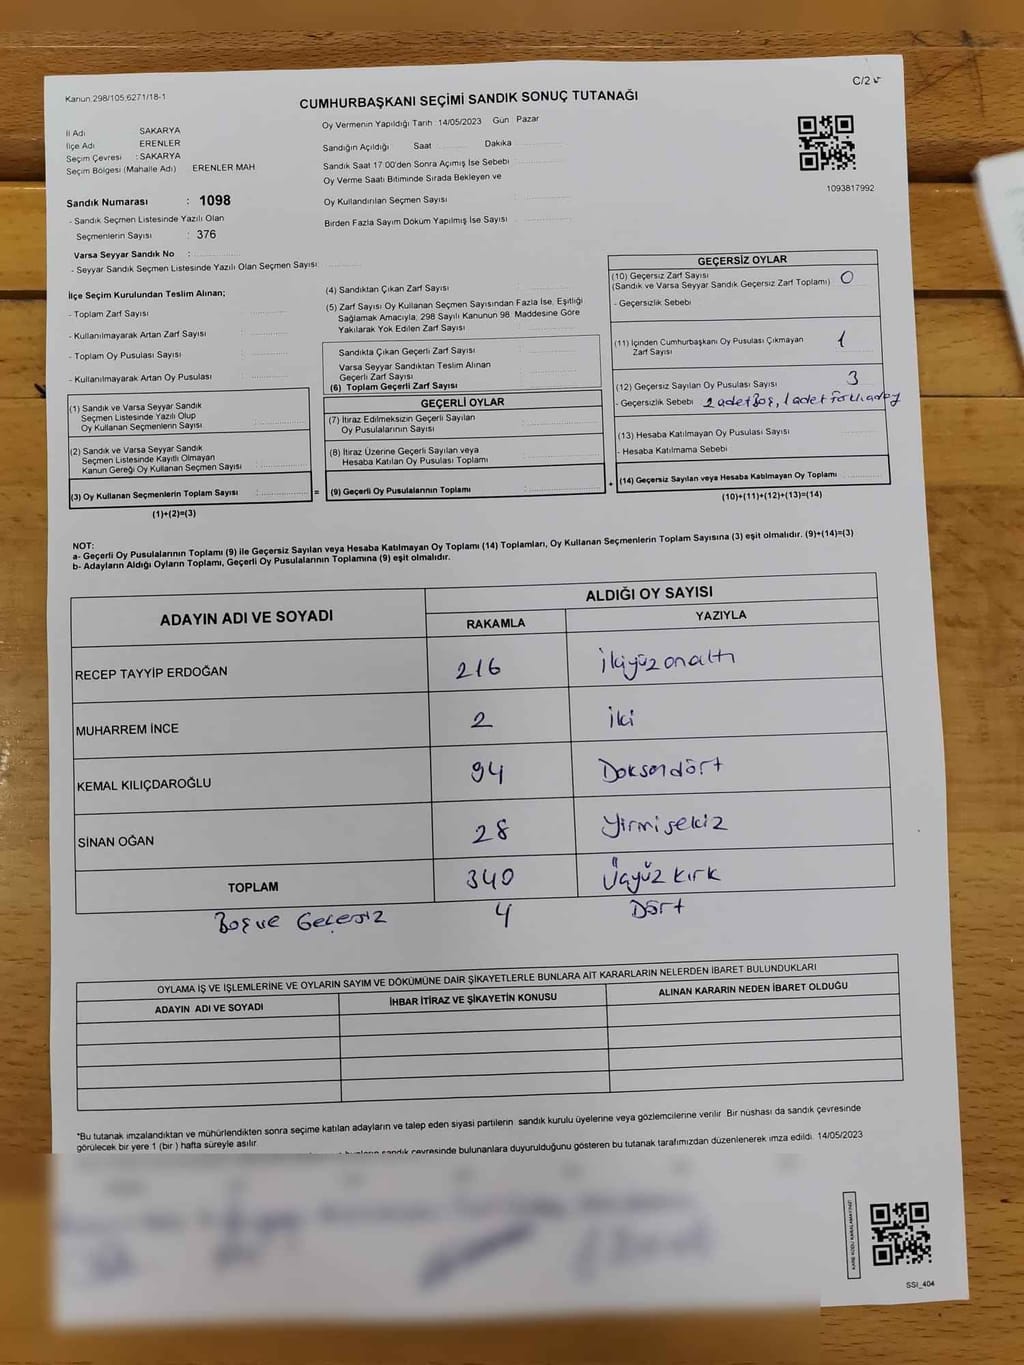 Kanun 298/105,6271/18-1
C/2
CUMHURBAŞKANI SEÇİMİ SANDIK SONUÇ TUTANAĞI
İl Adı SAKARYA
İlçe Adı ERENLER
Seçim Çevresi : SAKARYA
Seçim Bölgesi (Mahalle Adı) ERENLER MAH
Sandık Numarası : 1098
- Sandık Seçmen Listesinde Yazılı Olan
Seçmenlerin Sayısı : 376
Varsa Seyyar Sandık No :
- Seyyar Sandık Seçmen Listesinde Yazılı Olan Seçmen Sayısı:
Oy Vermenin Yapıldığı Tarih : 14/05/2023 Gün : Pazar
Sandığın Açıldığı Saat Dakika
Sandık Saat 17:00'den Sonra Açımış İse Sebebi
Oy Verme Saati Bitiminde Sırada Bekleyen ve
Oy Kullandırılan Seçmen Sayısı
Birden Fazla Sayım Döküm Yapılmış İse Sayısı
1093817992
İlçe Seçim Kurulundan Teslim Alınan;
- Toplam Zarf Sayısı
- Kullanılmayarak Artan Zarf Sayısı
- Toplam Oy Pusulası Sayısı
- Kullanılmayarak Artan Oy Pusulası
(1) Sandık ve Varsa Seyyar Sandık
Seçmen Listesinde Yazılı Olup
Oy Kullanan Seçmenlerin Sayısı
(2) Sandık ve Varsa Seyyar Sandık
Seçmen Listesinde Kayıtlı Olmayan
Kanun Gereği Oy Kullanan Seçmen Sayısı
(3) Oy Kullanan Seçmenlerin Toplam Sayısı :
(1)+(2)=(3)
=
(4) Sandıktan Çıkan Zarf Sayısı
(5) Zarf Sayısı Oy Kullanan Seçmen Sayısından Fazla İse, Eşitliği
Sağlamak Amacıyla; 298 Sayılı Kanunun 98. Maddesine Göre
Yakılarak Yok Edilen Zarf Sayısı
Sandıkta Çıkan Geçerli Zarf Sayısı
Varsa Seyyar Sandıktan Teslim Alınan
Geçerli Zarf Sayısı
(6) Toplam Geçerli Zarf Sayısı
GEÇERLİ OYLAR
(7) İtiraz Edilmeksizin Geçerli Sayılan
Oy Pusulalarının Sayısı
(8) İtiraz Üzerine Geçerli Sayılan veya
Hesaba Katılan Oy Pusulası Toplamı
(9) Geçerli Oy Pusulalarının Toplamı :
+
GEÇERSİZ OYLAR
(10) Geçersiz Zarf Sayısı
(Sandık ve Varsa Seyyar Sandık Geçersiz Zarf Toplamı) 0
- Geçersizlik Sebebi
(11) İçinden Cumhurbaşkanı Oy Pusulası Çıkmayan 1
Zarf Sayısı
(12) Geçersiz Sayılan Oy Pusulası Sayısı 3
- Geçersizlik Sebebi 2 adet Boş, 1 adet Farklı aday
(13) Hesaba Katılmayan Oy Pusulası Sayısı
- Hesaba Katılmama Sebebi
(14) Geçersiz Sayılan veya Hesaba Katılmayan Oy Toplamı
(10)+(11)+(12)+(13)=(14)
NOT:
a- Geçerli Oy Pusulalarının Toplamı (9) ile Geçersiz Sayılan veya Hesaba Katılmayan Oy Toplamı (14) Toplamları, Oy Kullanan Seçmenlerin Toplam Sayısına (3) eşit olmalıdır. (9)+(14)=(3)
b- Adayların Aldığı Oyların Toplamı, Geçerli Oy Pusulalarının Toplamına (9) eşit olmalıdır.
ADAYIN ADI VE SOYADI ALDIĞI OY SAYISI
RAKAMLA YAZIYLA
RECEP TAYYİP ERDOĞAN 216 İkiyüzonaltı
MUHARREM İNCE 2 İki
KEMAL KILIÇDAROĞLU 94 Doksandört
SİNAN OĞAN 28 Yirmisekiz
TOPLAM 340 Üçyüz kırk
Boş ve Geçersiz 4 Dört
OYLAMA İŞ VE İŞLEMLERİNE VE OYLARIN SAYIM VE DÖKÜMÜNE DAİR ŞİKAYETLERLE BUNLARA AİT KARARLARIN NELERDEN İBARET BULUNDUKLARI
ADAYIN ADI VE SOYADI İHBAR İTİRAZ VE ŞİKAYETİN KONUSU ALINAN KARARIN NEDEN İBARET OLDUĞU
*Bu tutanak imzalandıktan ve mühürlendikten sonra seçime katılan adayların ve talep eden siyasi partilerin sandık kurulu üyelerine veya gözlemcilerine verilir. Bir nüshası da sandık çevresinde
görülecek bir yere 1 (bir ) hafta süreyle asılır.
sandık çevresinde bulunanlara duyurulduğunu gösteren bu tutanak tarafımızdan düzenlenerek imza edildi. 14/05/2023
KARE KODU KARALAMAYINIZ!
SSI_404